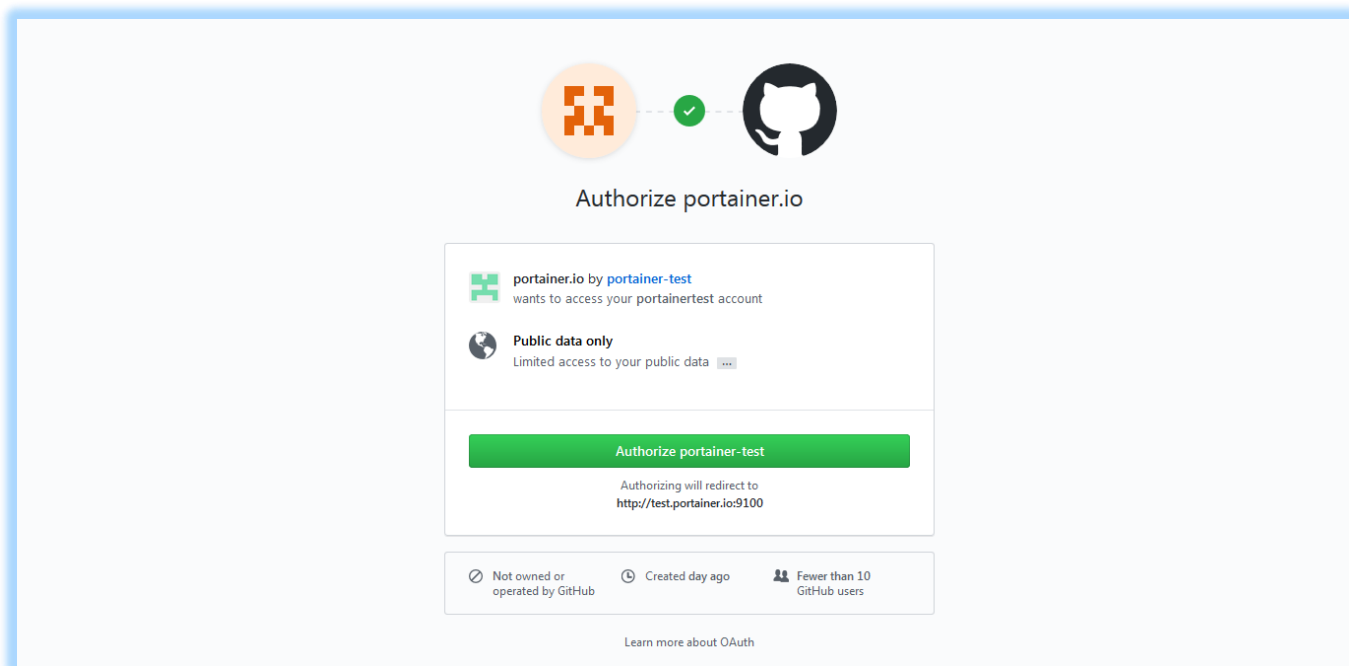 Authorize portainer.io
portainer.io by portainer-test
wants to access your portainertest account
Public data only
Limited access to your public data ...
Authorize portainer-test
Authorizing will redirect to
http://test.portainer.io:9100
Not owned or
operated by GitHub
Created day ago
Fewer than 10
GitHub users
Learn more about OAuth